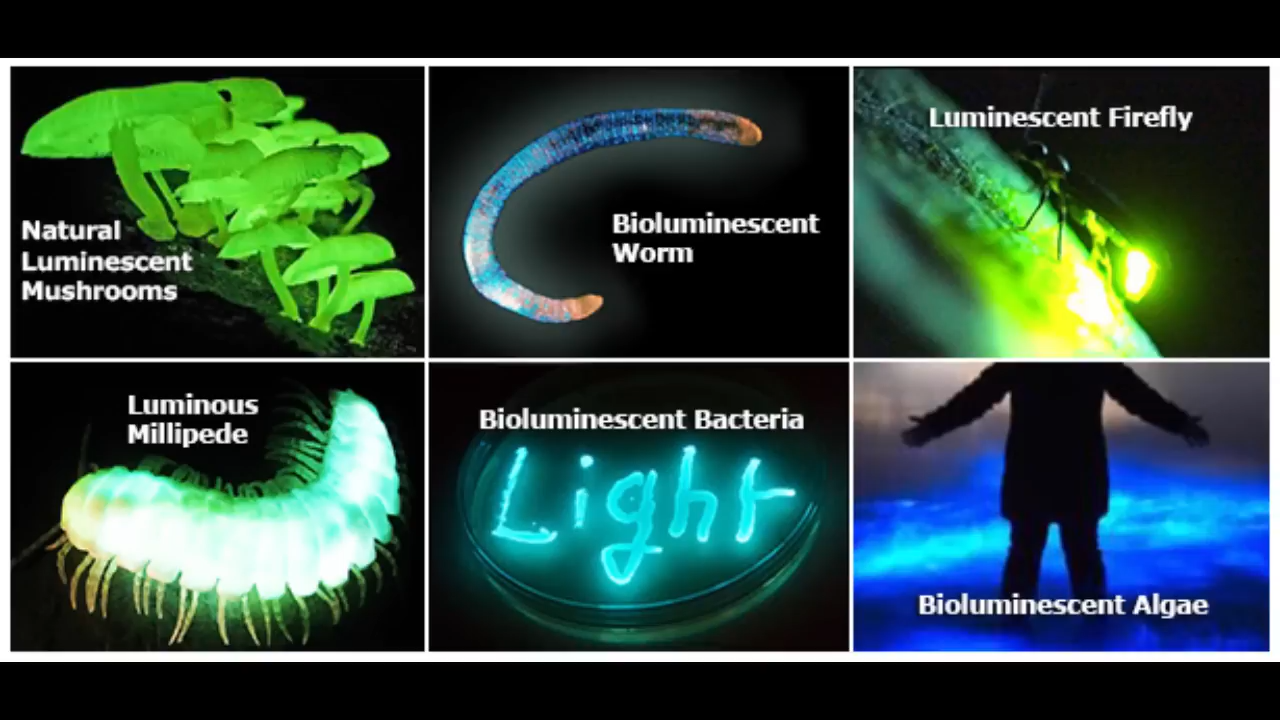 Natural
Luminescent
Mushrooms
Bioluminescent
Worm
Luminescent Firefly
Luminous
Millipede
Bioluminescent Bacteria
Light
Bioluminescent Algae